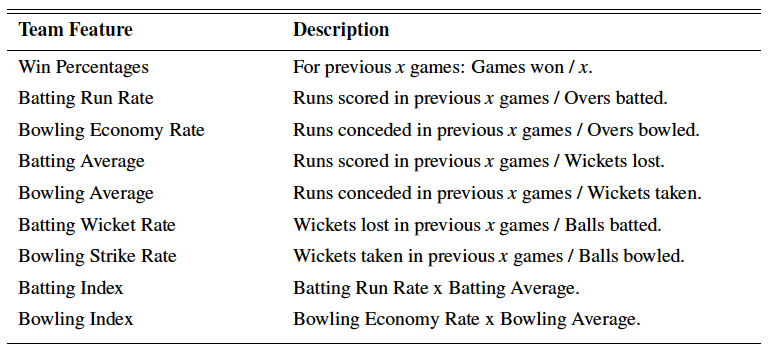 Team Feature Description
Win Percentages For previous x games: Games won / x.
Batting Run Rate Runs scored in previous x games / Overs batted.
Bowling Economy Rate Runs conceded in previous x games / Overs bowled.
Batting Average Runs scored in previous x games / Wickets lost.
Bowling Average Runs conceded in previous x games / Wickets taken.
Batting Wicket Rate Wickets lost in previous x games / Balls batted.
Bowling Strike Rate Wickets taken in previous x games / Balls bowled.
Batting Index Batting Run Rate x Batting Average.
Bowling Index Bowling Economy Rate x Bowling Average.